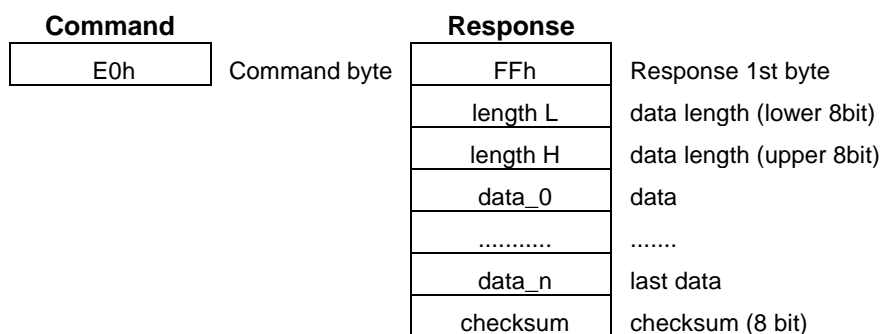 Command Response
E0h Command byte FFh Response 1st byte
length L data length (lower 8bit)
length H data length (upper 8bit)
data_0 data
........... .......
data_n last data
checksum checksum (8 bit)